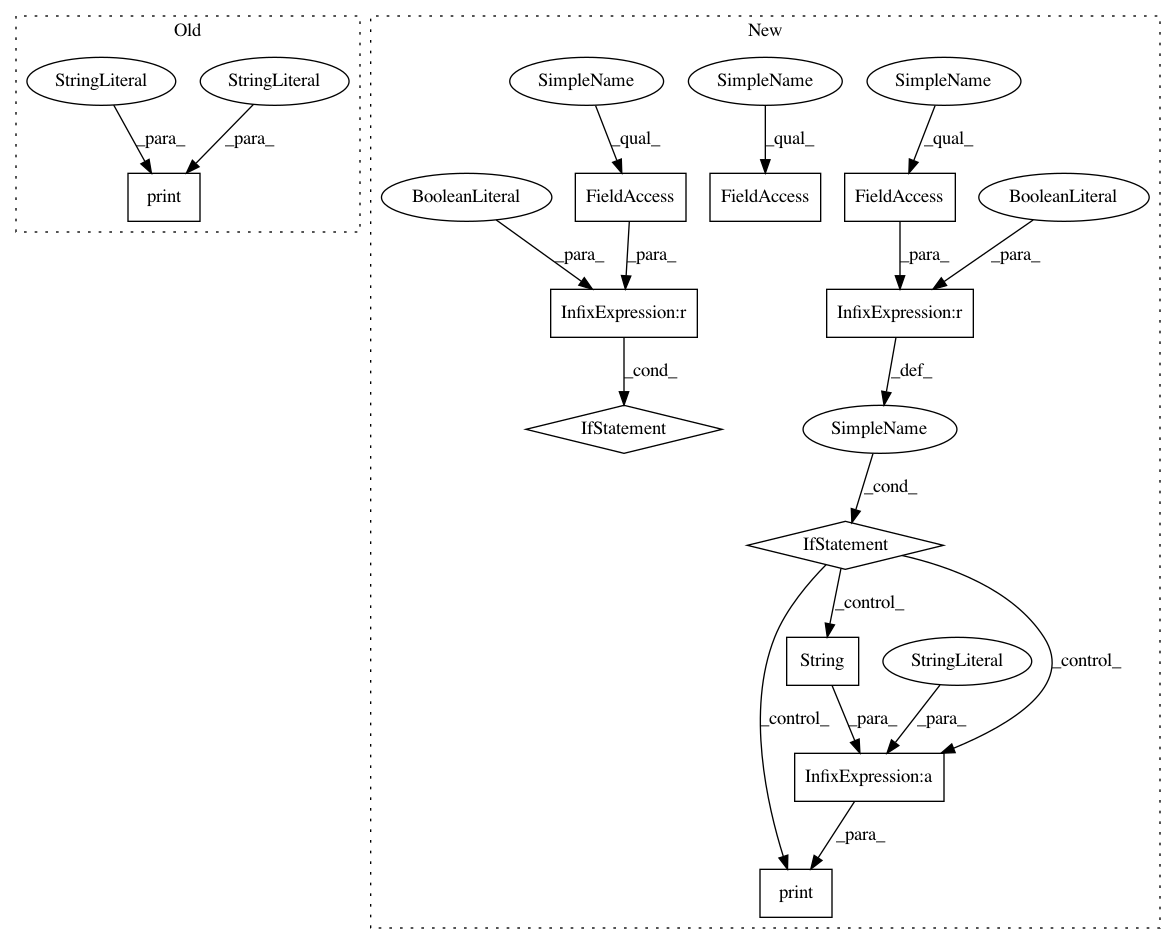 Old
New
StringLiteral
StringLiteral
SimpleName
SimpleName
SimpleName
_para_
_para_
_qual_
_qual_
_qual_
print
BooleanLiteral
FieldAccess
FieldAccess
FieldAccess
BooleanLiteral
_para_
_para_
_para_
_para_
InfixExpression:r
InfixExpression:r
_cond_
_def_
IfStatement
SimpleName
_cond_
IfStatement
_control_
String
StringLiteral
_control_
_control_
_para_
_para_
InfixExpression:a
_para_
print